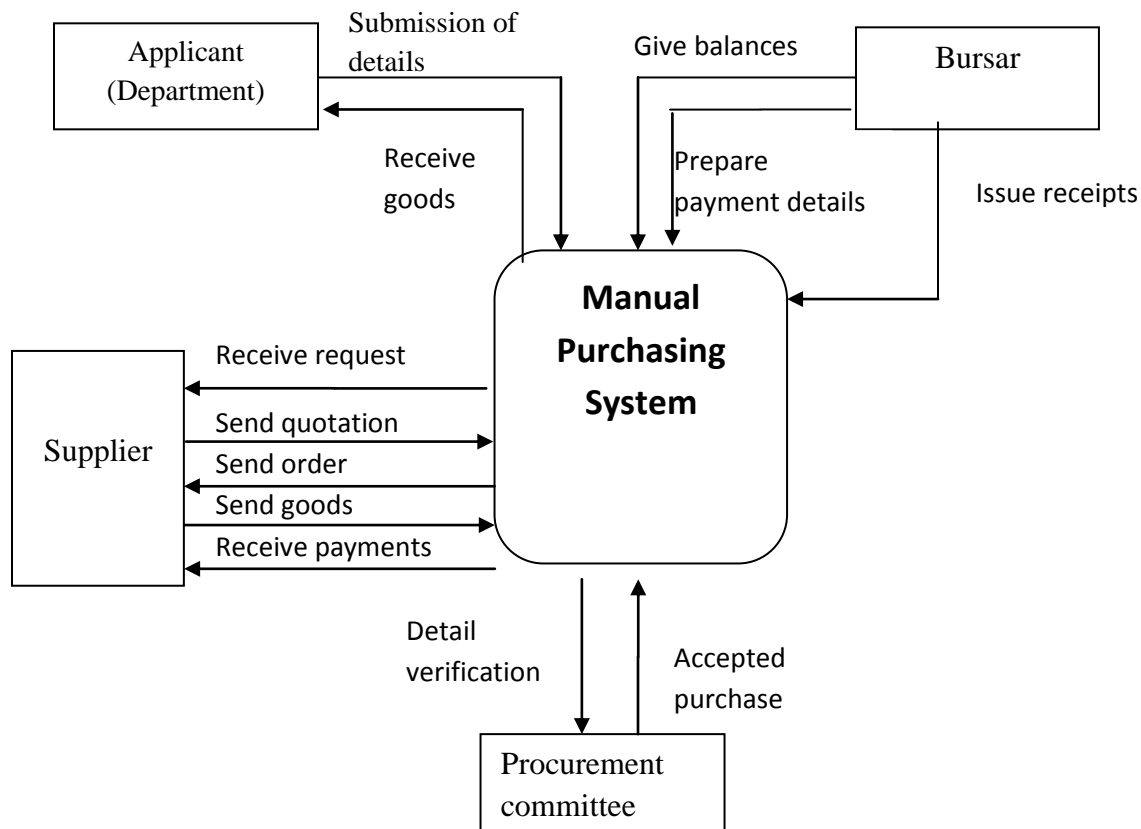 Applicant
(Department)
Submission of
details
Give balances
Bursar
Receive
goods
Prepare
payment details
Issue receipts
Manual
Purchasing
System
Supplier
Receive request
Send quotation
Send order
Send goods
Receive payments
Detail
verification
Accepted
purchase
Procurement
committee